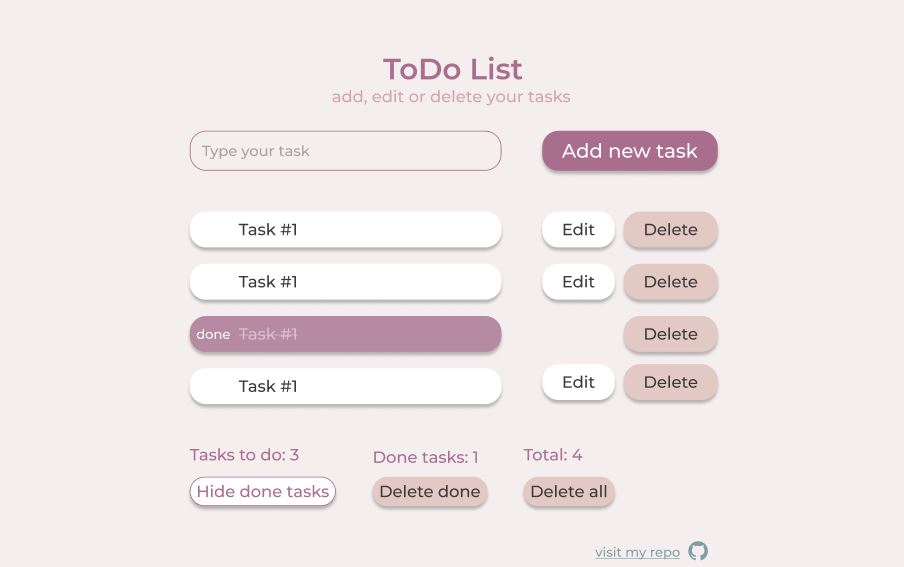 ToDo List
add, edit or delete your tasks
Type your task
Add new task
Task #1
Edit
Delete
Task #1
Edit
Delete
done
Task #1
Delete
Task #1
Edit
Delete
Tasks to do: 3
Done tasks: 1
Total: 4
Hide done tasks
Delete done
Delete all
visit my repo